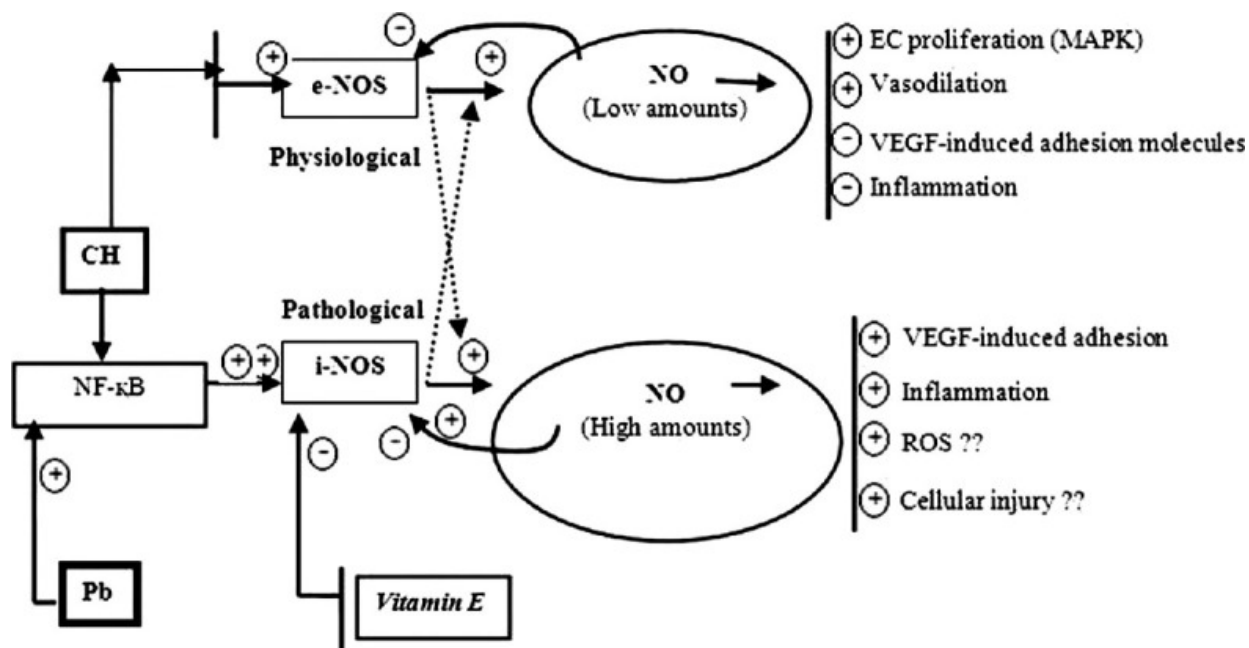 e-NOS
Physiological
NO
(Low amounts)
+ EC proliferation (MAPK)
+ Vasodilation
- VEGF-induced adhesion molecules
- Inflammation
+
-
+
CH
NF-κB
+ +
Pathological
i-NOS
+
+
-
NO
(High amounts)
+ VEGF-induced adhesion
+ Inflammation
+ ROS ??
+ Cellular injury ??
+
Pb
-
Vitamin E